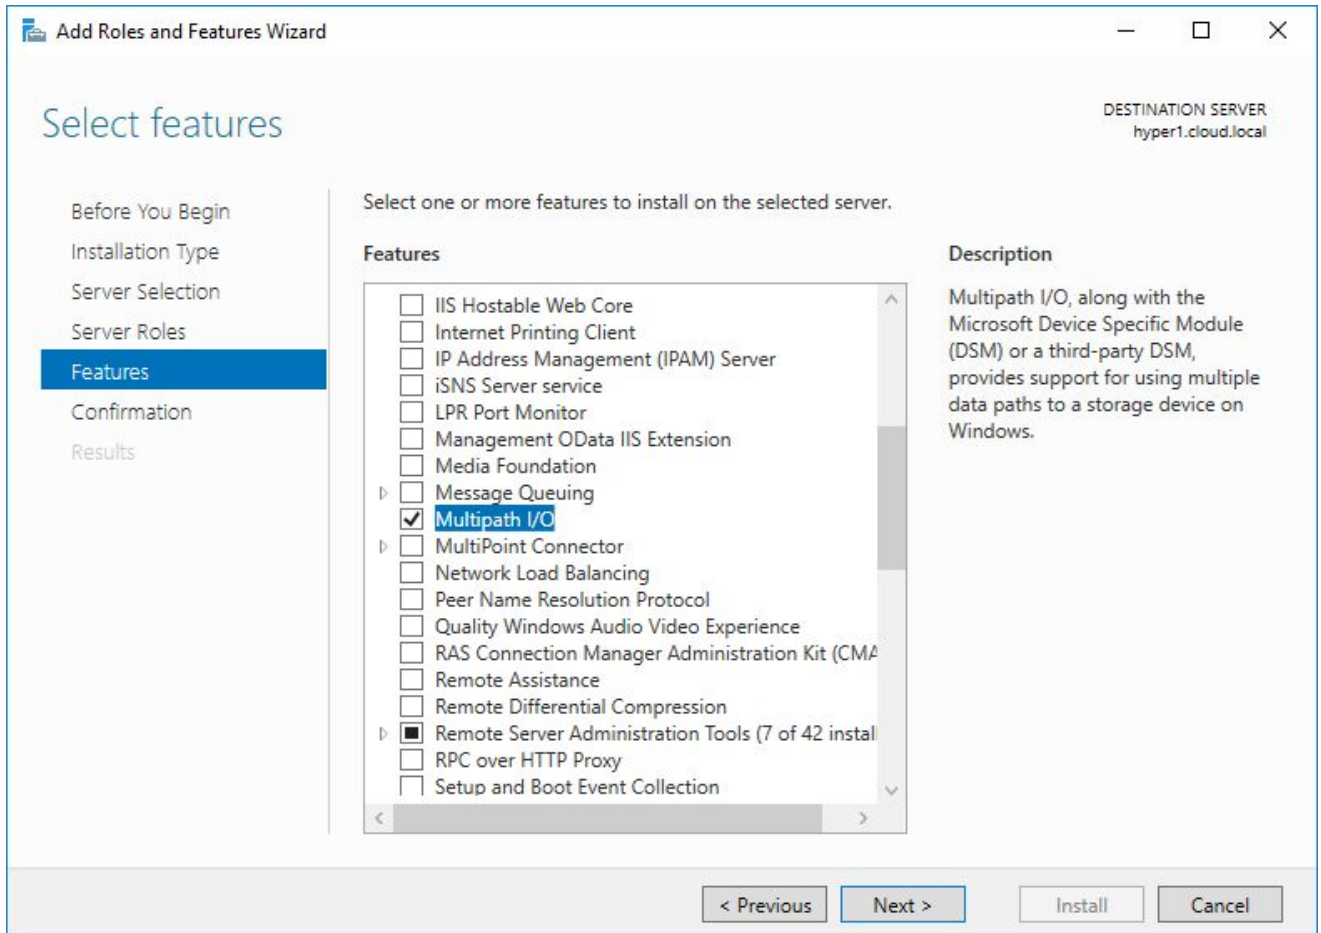 Add Roles and Features Wizard
Select features
DESTINATION SERVER
hyper1.cloud.local
Before You Begin
Installation Type
Server Selection
Server Roles
Features
Confirmation
Results
Select one or more features to install on the selected server.
Features
IIS Hostable Web Core
Internet Printing Client
IP Address Management (IPAM) Server
iSNS Server service
LPR Port Monitor
Management OData IIS Extension
Media Foundation
Message Queuing
Multipath I/O
MultiPoint Connector
Network Load Balancing
Peer Name Resolution Protocol
Quality Windows Audio Video Experience
RAS Connection Manager Administration Kit (CMA
Remote Assistance
Remote Differential Compression
Remote Server Administration Tools (7 of 42 instal
RPC over HTTP Proxy
Setup and Boot Event Collection
Description
Multipath I/O, along with the
Microsoft Device Specific Module
(DSM) or a third-party DSM,
provides support for using multiple
data paths to a storage device on
Windows.
< Previous
Next >
Install
Cancel